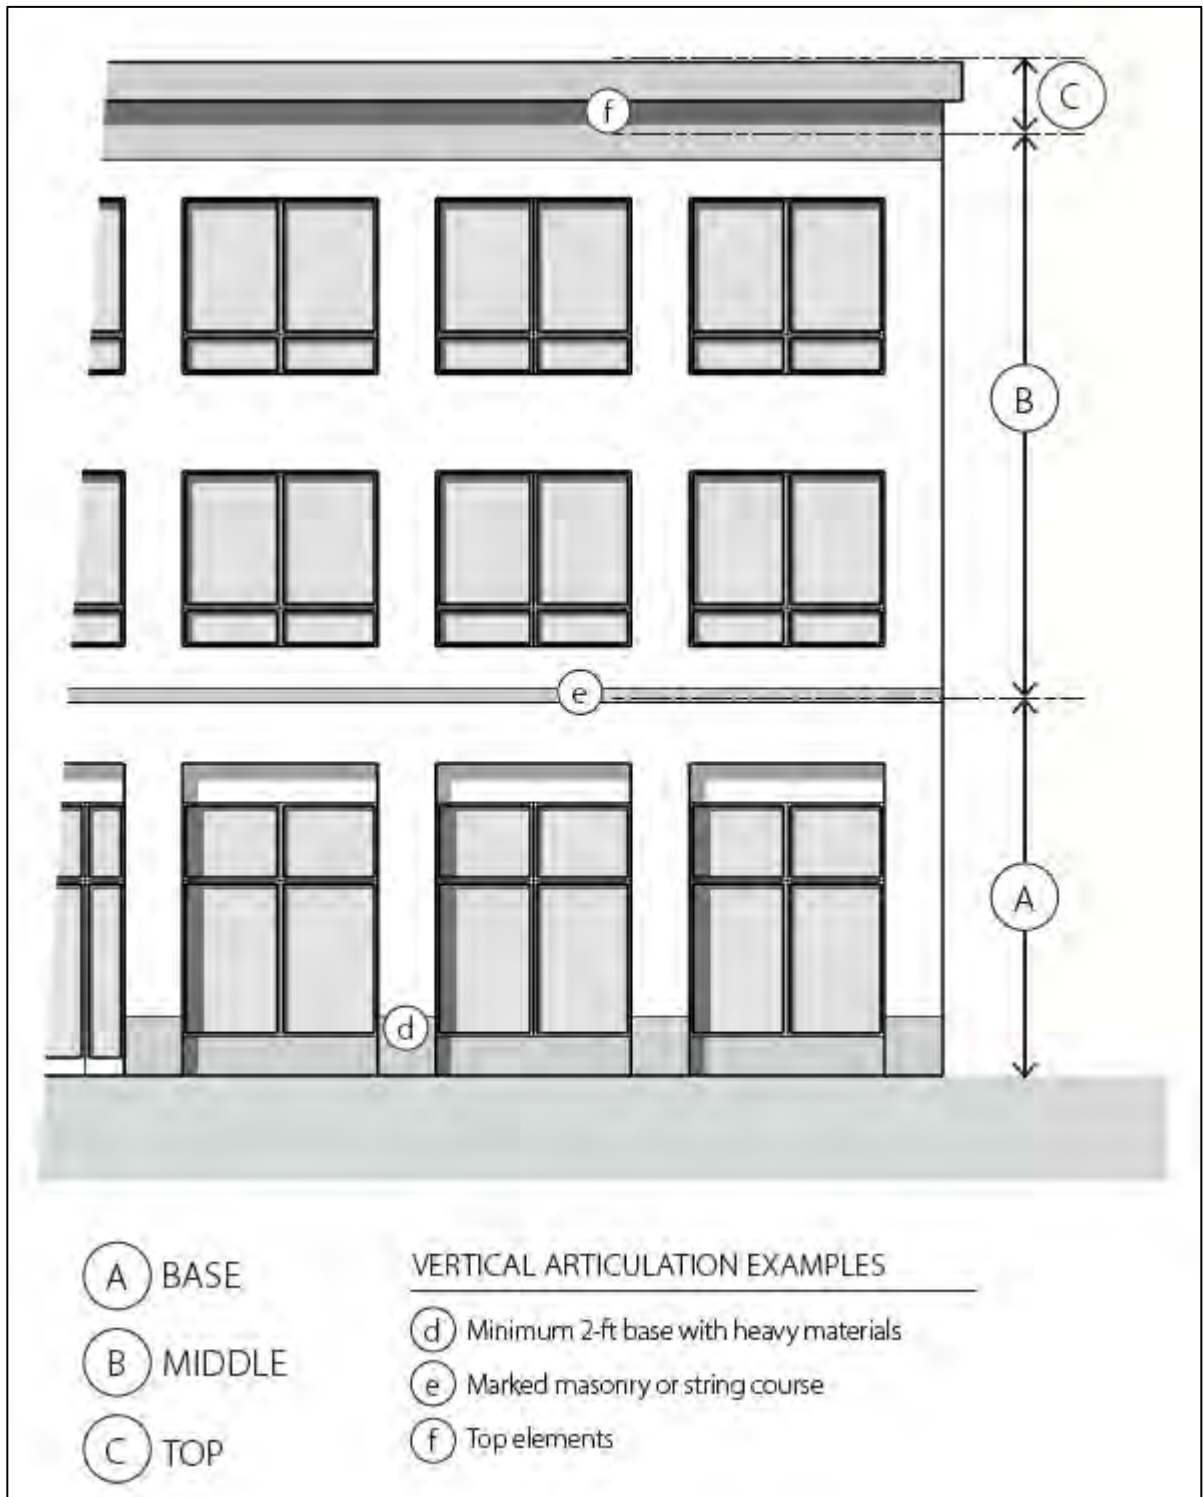 f
C
B
e
A
d
A BASE
B MIDDLE
C TOP
VERTICAL ARTICULATION EXAMPLES
d Minimum 2-ft base with heavy materials
e Marked masonry or string course
f Top elements